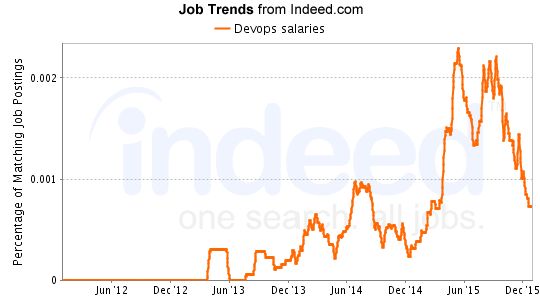 Job Trends from Indeed.com
Devops salaries
Percentage of Matching Job Postings
0.002
0.001
0
indeed
one search. all jobs.
Jun'12 Dec'12 Jun'13 Dec'13 Jun'14 Dec'14 Jun'15 Dec'15